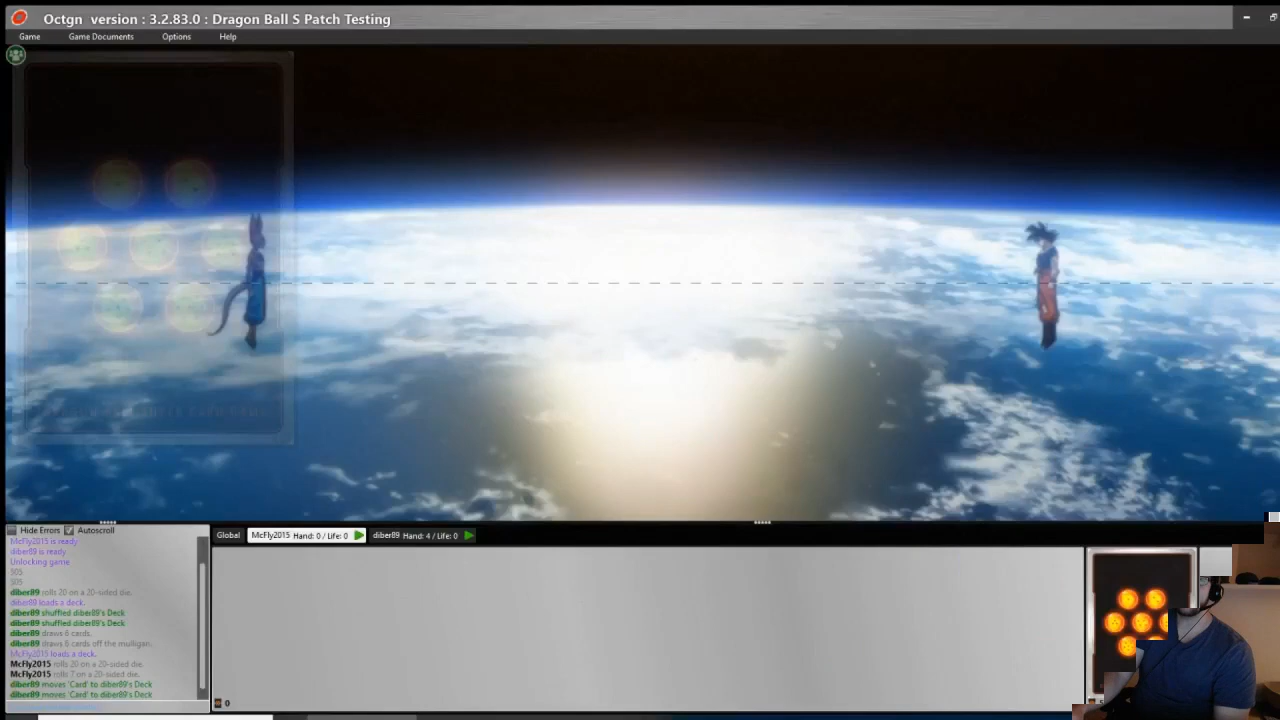 Octgn version : 3.2.83.0 : Dragon Ball S Patch Testing
Game Game Documents Options Help
Hide Errors Autoscroll
McFly2015 is ready
diber89 is ready
Unlocking game
diber89 rolls 20 on a 20-sided die.
diber89 loads a deck.
diber89 shuffled diber89's Deck
diber89 shuffled diber89's Deck
diber89 draws 6 cards.
diber89 draws 6 cards off the mulligan.
McFly2015 loads a deck.
McFly2015 rolls 20 on a 20-sided die.
McFly2015 rolls 7 on a 20-sided die.
diber89 moves 'Card' to diber89's Deck
diber89 moves 'Card' to diber89's Deck
Global McFly2015 Hand: 0 / Life: 0 diber89 Hand: 4 / Life: 0
0